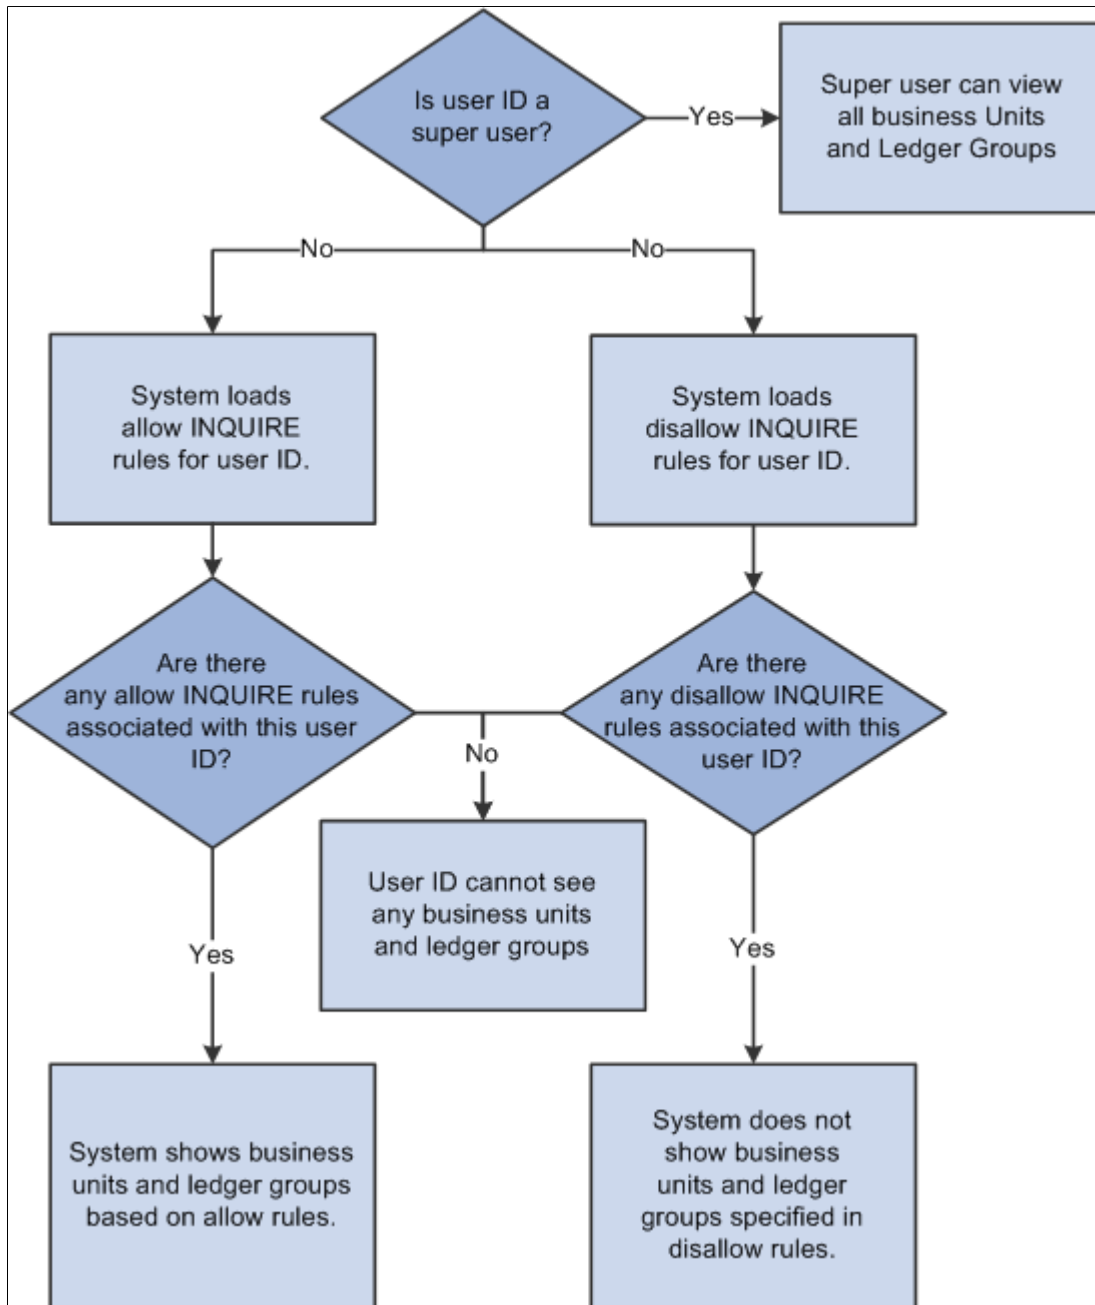 Is user ID a
super user?
Yes
Super user can view
all business Units
and Ledger Groups
No
No
System loads
allow INQUIRE
rules for user ID.
System loads
disallow INQUIRE
rules for user ID.
Are there
any allow INQUIRE rules
associated with this user
ID?
Are there
any disallow INQUIRE
rules associated with this
user ID?
No
User ID cannot see
any business units
and ledger groups
Yes
Yes
System shows business
units and ledger groups
based on allow rules.
System does not
show business
units and ledger
groups specified in
disallow rules.